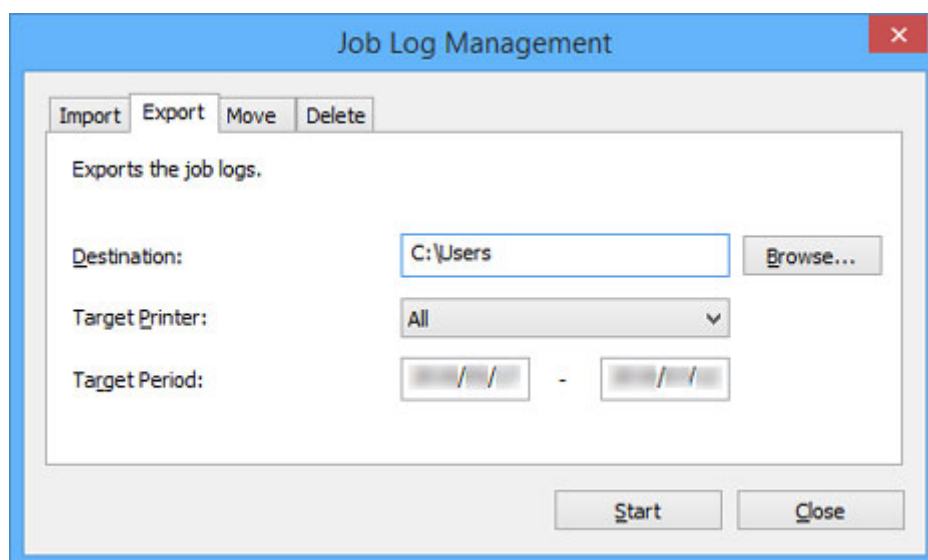 Job Log Management
Import Export Move Delete
Exports the job logs.
Destination: C:\Users Browse...
Target Printer: All
Target Period: / / - / /
Start Close